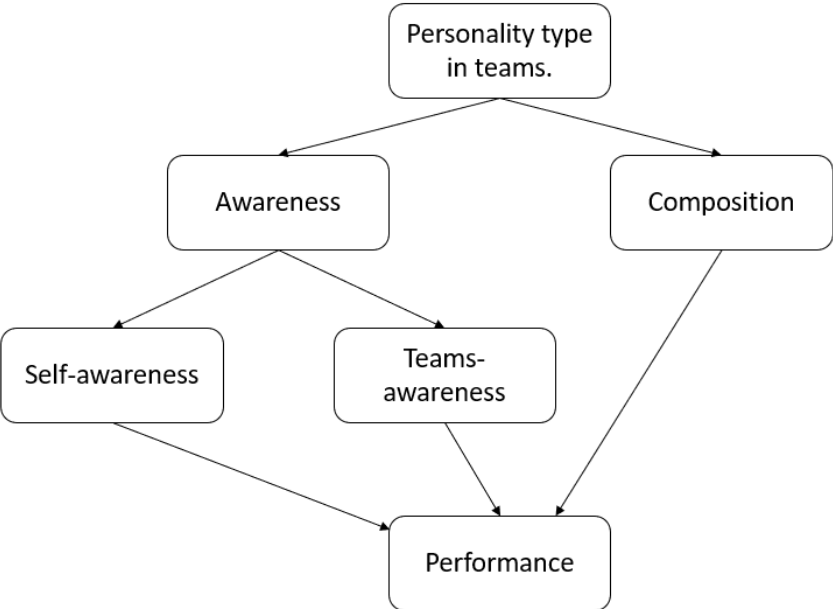 Personality type
in teams.
Awareness
Composition
Self-awareness
Teams-
awareness
Performance